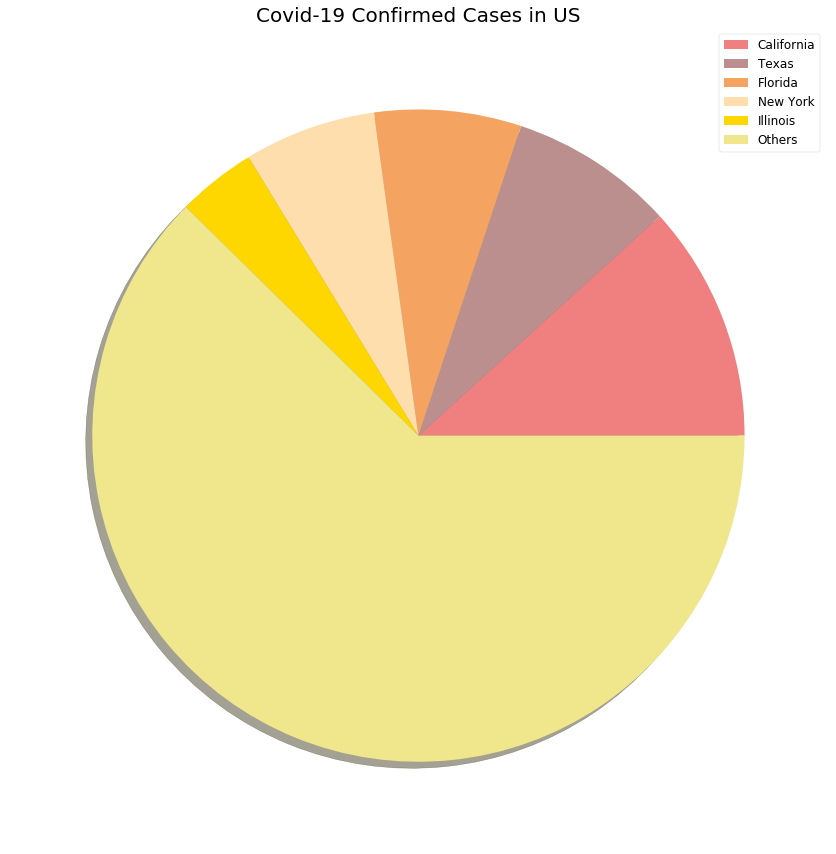 Covid-19 Confirmed Cases in US
California
Texas
Florida
New York
Illinois
Others